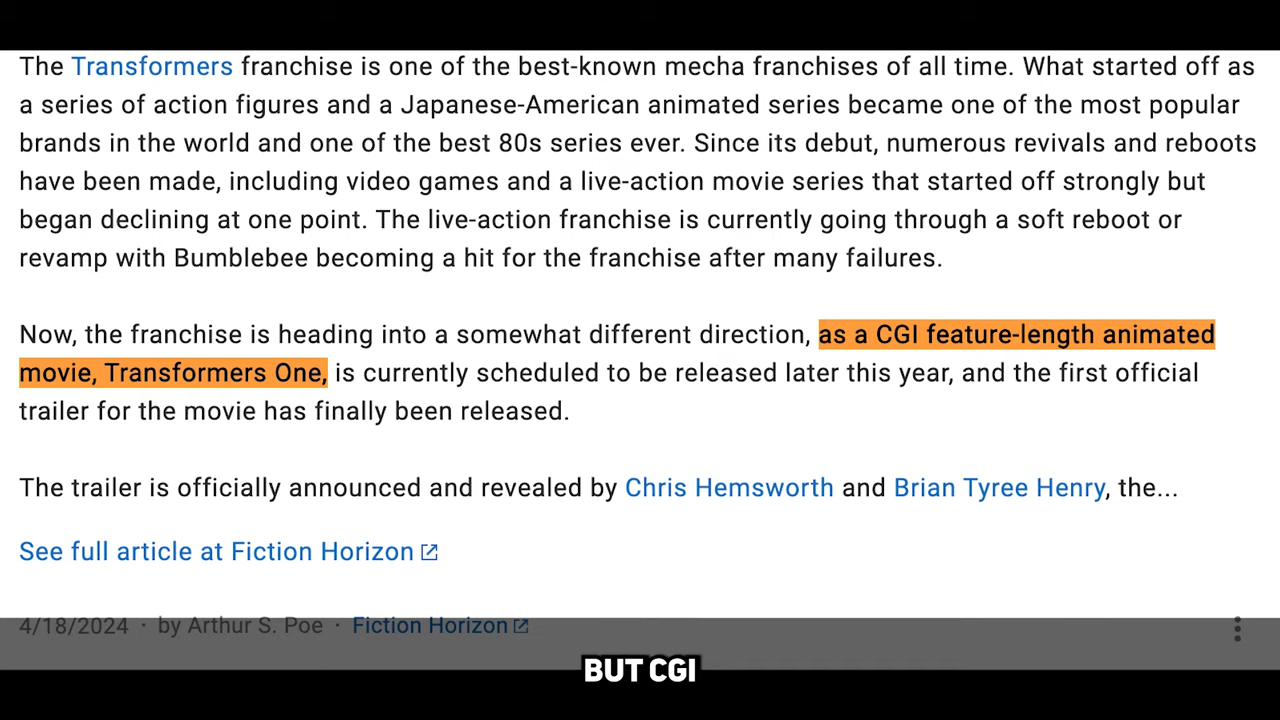 The Transformers franchise is one of the best-known mecha franchises of all time. What started off as
a series of action figures and a Japanese-American animated series became one of the most popular
brands in the world and one of the best 80s series ever. Since its debut, numerous revivals and reboots
have been made, including video games and a live-action movie series that started off strongly but
began declining at one point. The live-action franchise is currently going through a soft reboot or
revamp with Bumblebee becoming a hit for the franchise after many failures.
Now, the franchise is heading into a somewhat different direction, as a CGI feature-length animated
movie, Transformers One, is currently scheduled to be released later this year, and the first official
trailer for the movie has finally been released.
The trailer is officially announced and revealed by Chris Hemsworth and Brian Tyree Henry, the...
See full article at Fiction Horizon
4/18/2024 · by Arthur S. Poe · Fiction Horizon
BUT CGI